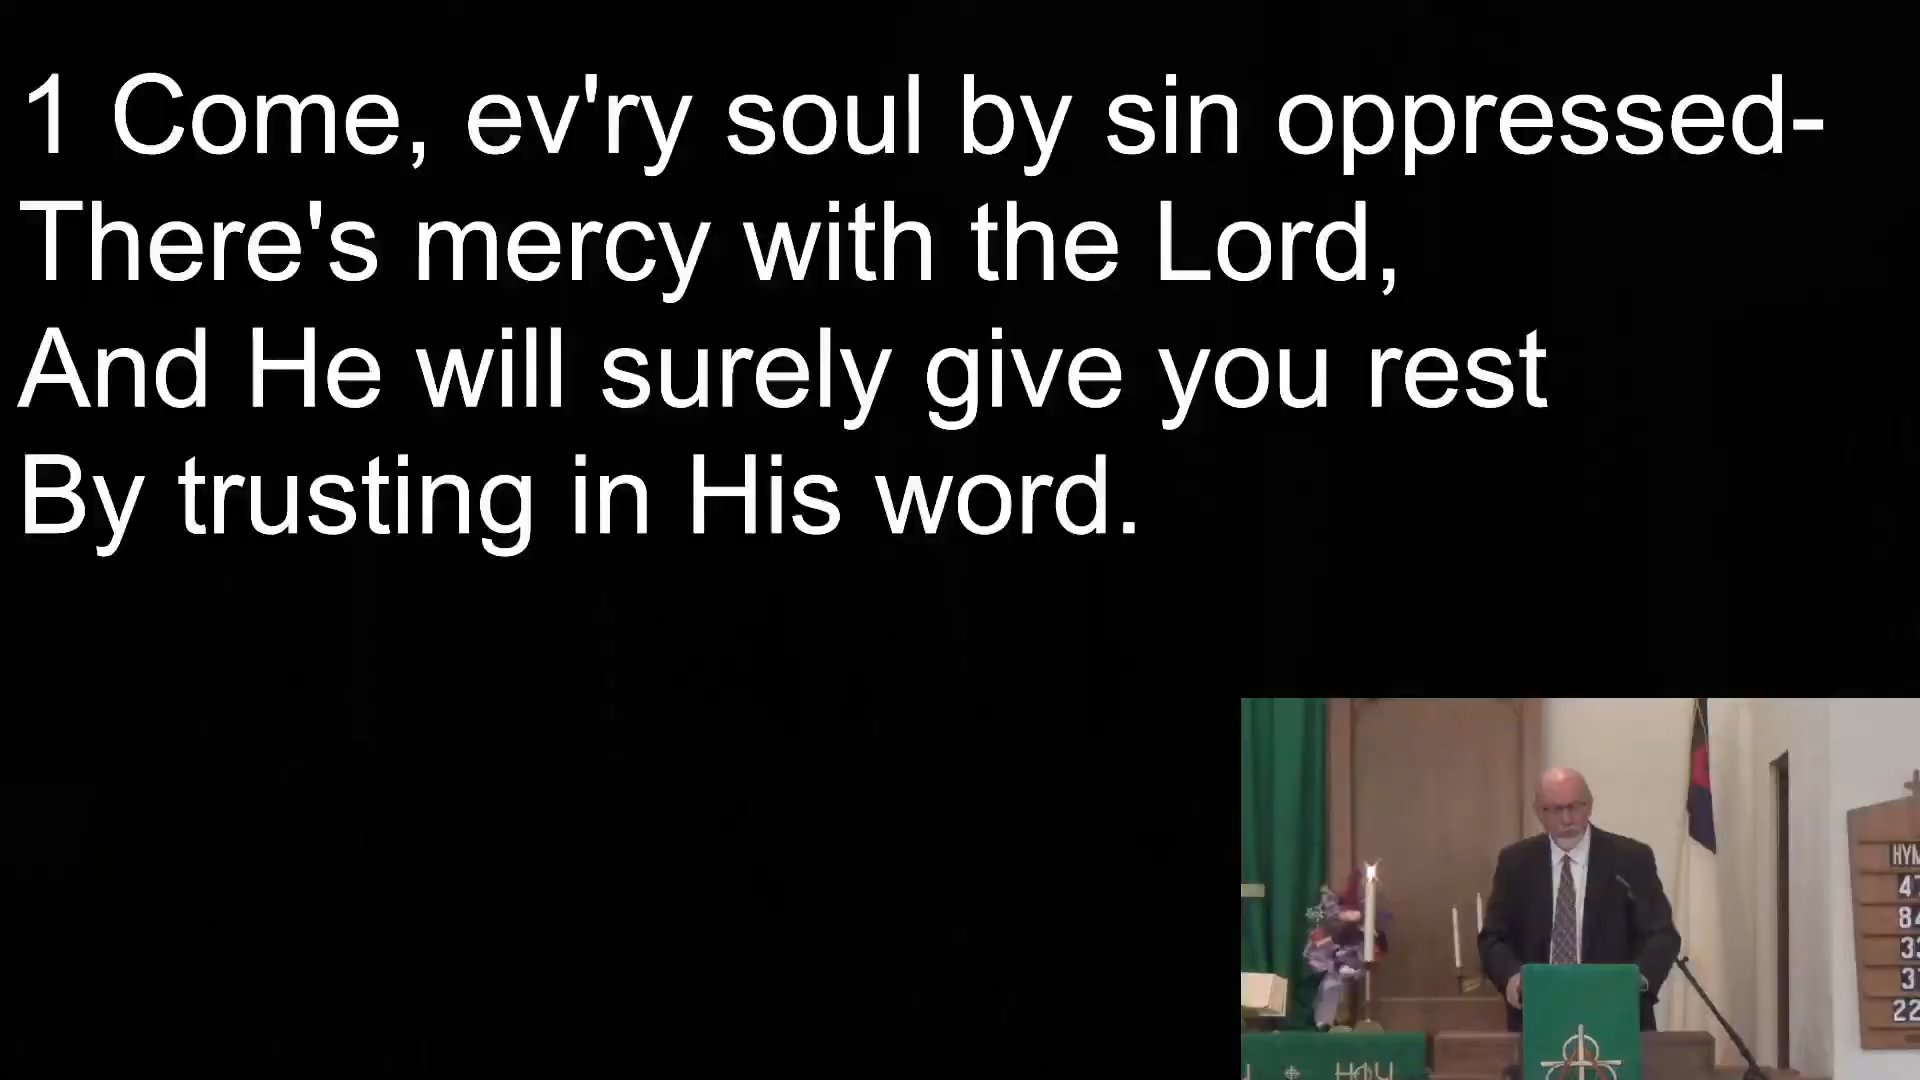 1 Come, ev'ry soul by sin oppressed-
There's mercy with the Lord,
And He will surely give you rest
By trusting in His word.